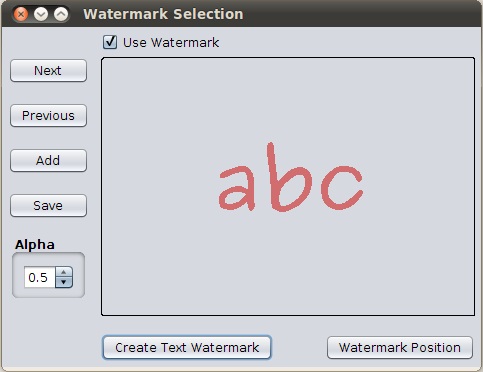 Watermark Selection
Use Watermark
Next
Previous
Add
Save
Alpha
0.5
abc
Create Text Watermark
Watermark Position